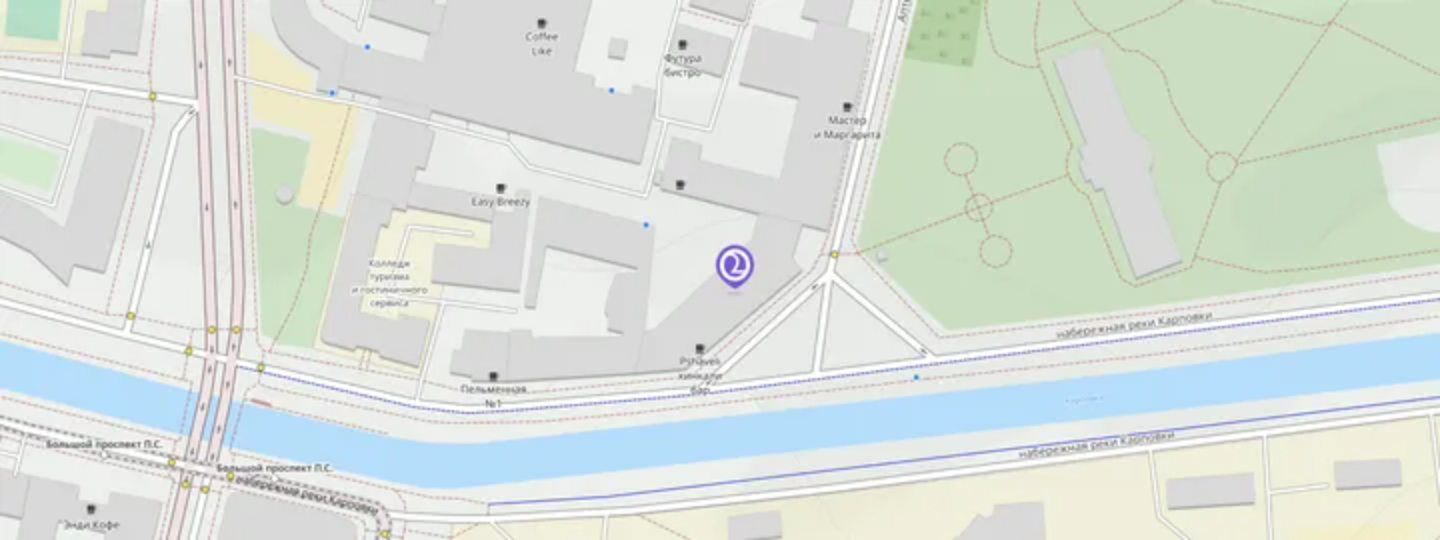 Coffee
Like
Футура
бистро
Мастер
и Маргарита
Easy Breezy
Колледж
туризма
и гостиничного
сервиса
2
Pshaveli
хинкали
бар
Пельменная
№1
набережная реки Карповки
набережная реки Карповки
Большой проспект П.С.
Большой проспект П.С.
набережная реки Карповки
Энди Кофе